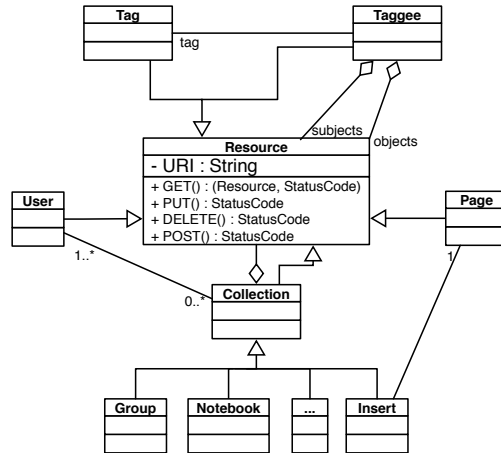 Tag
Taggee
tag
subjects
objects
Resource
- URI : String
+ GET() : (Resource, StatusCode)
+ PUT() : StatusCode
+ DELETE() : StatusCode
+ POST() : StatusCode
User
Page
1..*
1
0..*
Collection
Group
Notebook
...
Insert